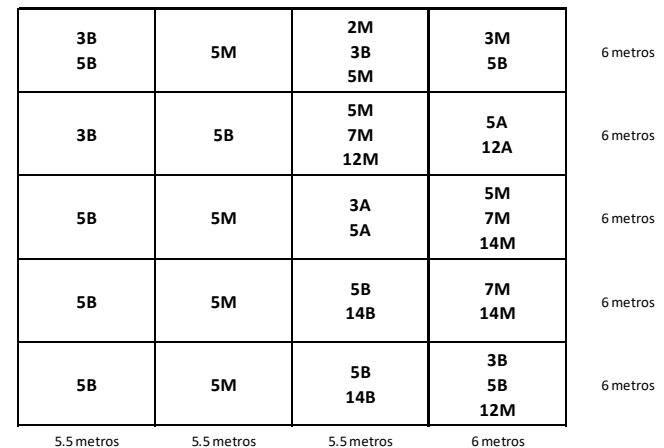 3B
5B
5M
2M
3B
5M
3M
5B
6 metros
3B
5B
5M
7M
12M
5A
12A
6 metros
5B
5M
3A
5A
5M
7M
14M
6 metros
5B
5M
5B
14B
7M
14M
6 metros
5B
5M
5B
14B
3B
5B
12M
6 metros
5.5 metros
5.5 metros
5.5 metros
6 metros